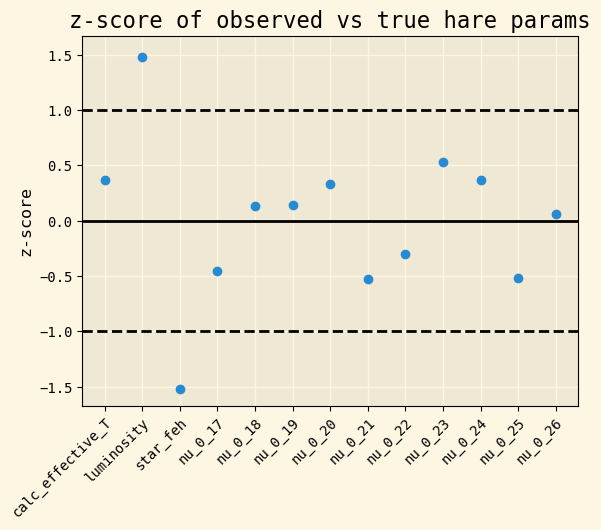 z-score of observed vs true hare params
z-score
1.5
1.0
0.5
0.0
−0.5
−1.0
−1.5
calc_effective_T
luminosity
star_feh
nu_0_17
nu_0_18
nu_0_19
nu_0_20
nu_0_21
nu_0_22
nu_0_23
nu_0_24
nu_0_25
nu_0_26